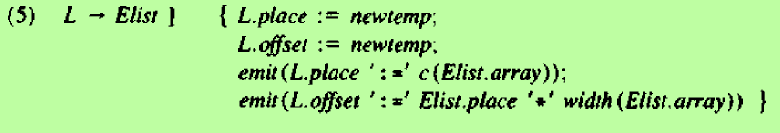 (5) L → Elist ] { L.place := newtemp;
L.offset := newtemp;
emit(L.place ':=' c(Elist.array));
emit(L.offset ':=' Elist.place '*' width(Elist.array)) }